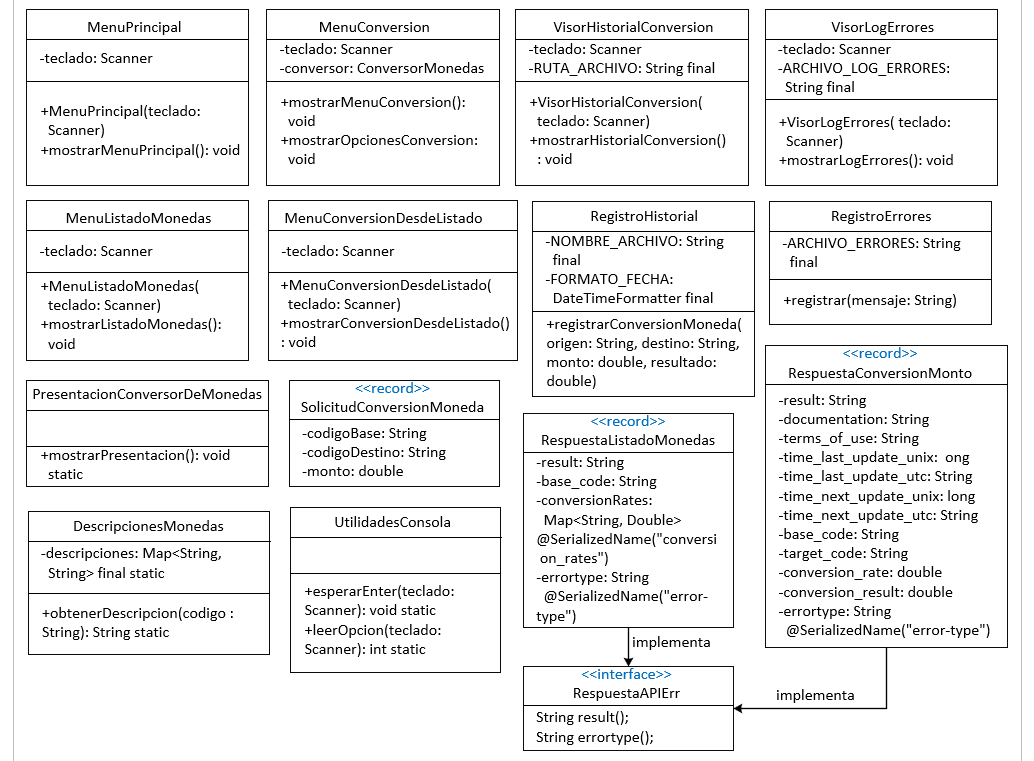 MenuPrincipal
-teclado: Scanner
+MenuPrincipal(teclado:
Scanner)
+mostrarMenuPrincipal(): void
MenuConversion
-teclado: Scanner
-conversor: ConversorMonedas
+mostrarMenuConversion():
void
+mostrarOpcionesConversion:
void
VisorHistorialConversion
-teclado: Scanner
-RUTA_ARCHIVO: String final
+VisorHistorialConversion(
teclado: Scanner)
+mostrarHistorialConversion()
: void
VisorLogErrores
-teclado: Scanner
-ARCHIVO_LOG_ERRORES:
String final
+VisorLogErrores( teclado:
Scanner)
+mostrarLogErrores(): void
MenuListadoMonedas
-teclado: Scanner
+MenuListadoMonedas(
teclado: Scanner)
+mostrarListadoMonedas():
void
MenuConversionDesdeListado
-teclado: Scanner
+MenuConversionDesdeListado(
teclado: Scanner)
+mostrarConversionDesdeListado()
: void
RegistroHistorial
-NOMBRE_ARCHIVO: String
final
-FORMATO_FECHA:
DateTimeFormatter final
+registrarConversionMoneda(
origen: String, destino: String,
monto: double, resultado:
double)
RegistroErrores
-ARCHIVO_ERRORES: String
final
+registrar(mensaje: String)
PresentacionConversorDeMonedas
+mostrarPresentacion(): void
static
<<record>>
SolicitudConversionMoneda
-codigoBase: String
-codigoDestino: String
-monto: double
<<record>>
RespuestaListadoMonedas
-result: String
-base_code: String
-conversionRates:
Map<String, Double>
@SerializedName("conversi
on_rates")
-errortype: String
@SerializedName("error-
type")
<<record>>
RespuestaConversionMonto
-result: String
-documentation: String
-terms_of_use: String
-time_last_update_unix: ong
-time_last_update_utc: String
-time_next_update_unix: long
-time_next_update_utc: String
-base_code: String
-target_code: String
-conversion_rate: double
-conversion_result: double
-errortype: String
@SerializedName("error-type")
DescripcionesMonedas
-descripciones: Map<String,
String> final static
+obtenerDescripcion(codigo :
String): String static
UtilidadesConsola
+esperarEnter(teclado:
Scanner): void static
+leerOpcion(teclado:
Scanner): int static
implementa
implementa
<<interface>>
RespuestaAPIErr
String result();
String errortype();